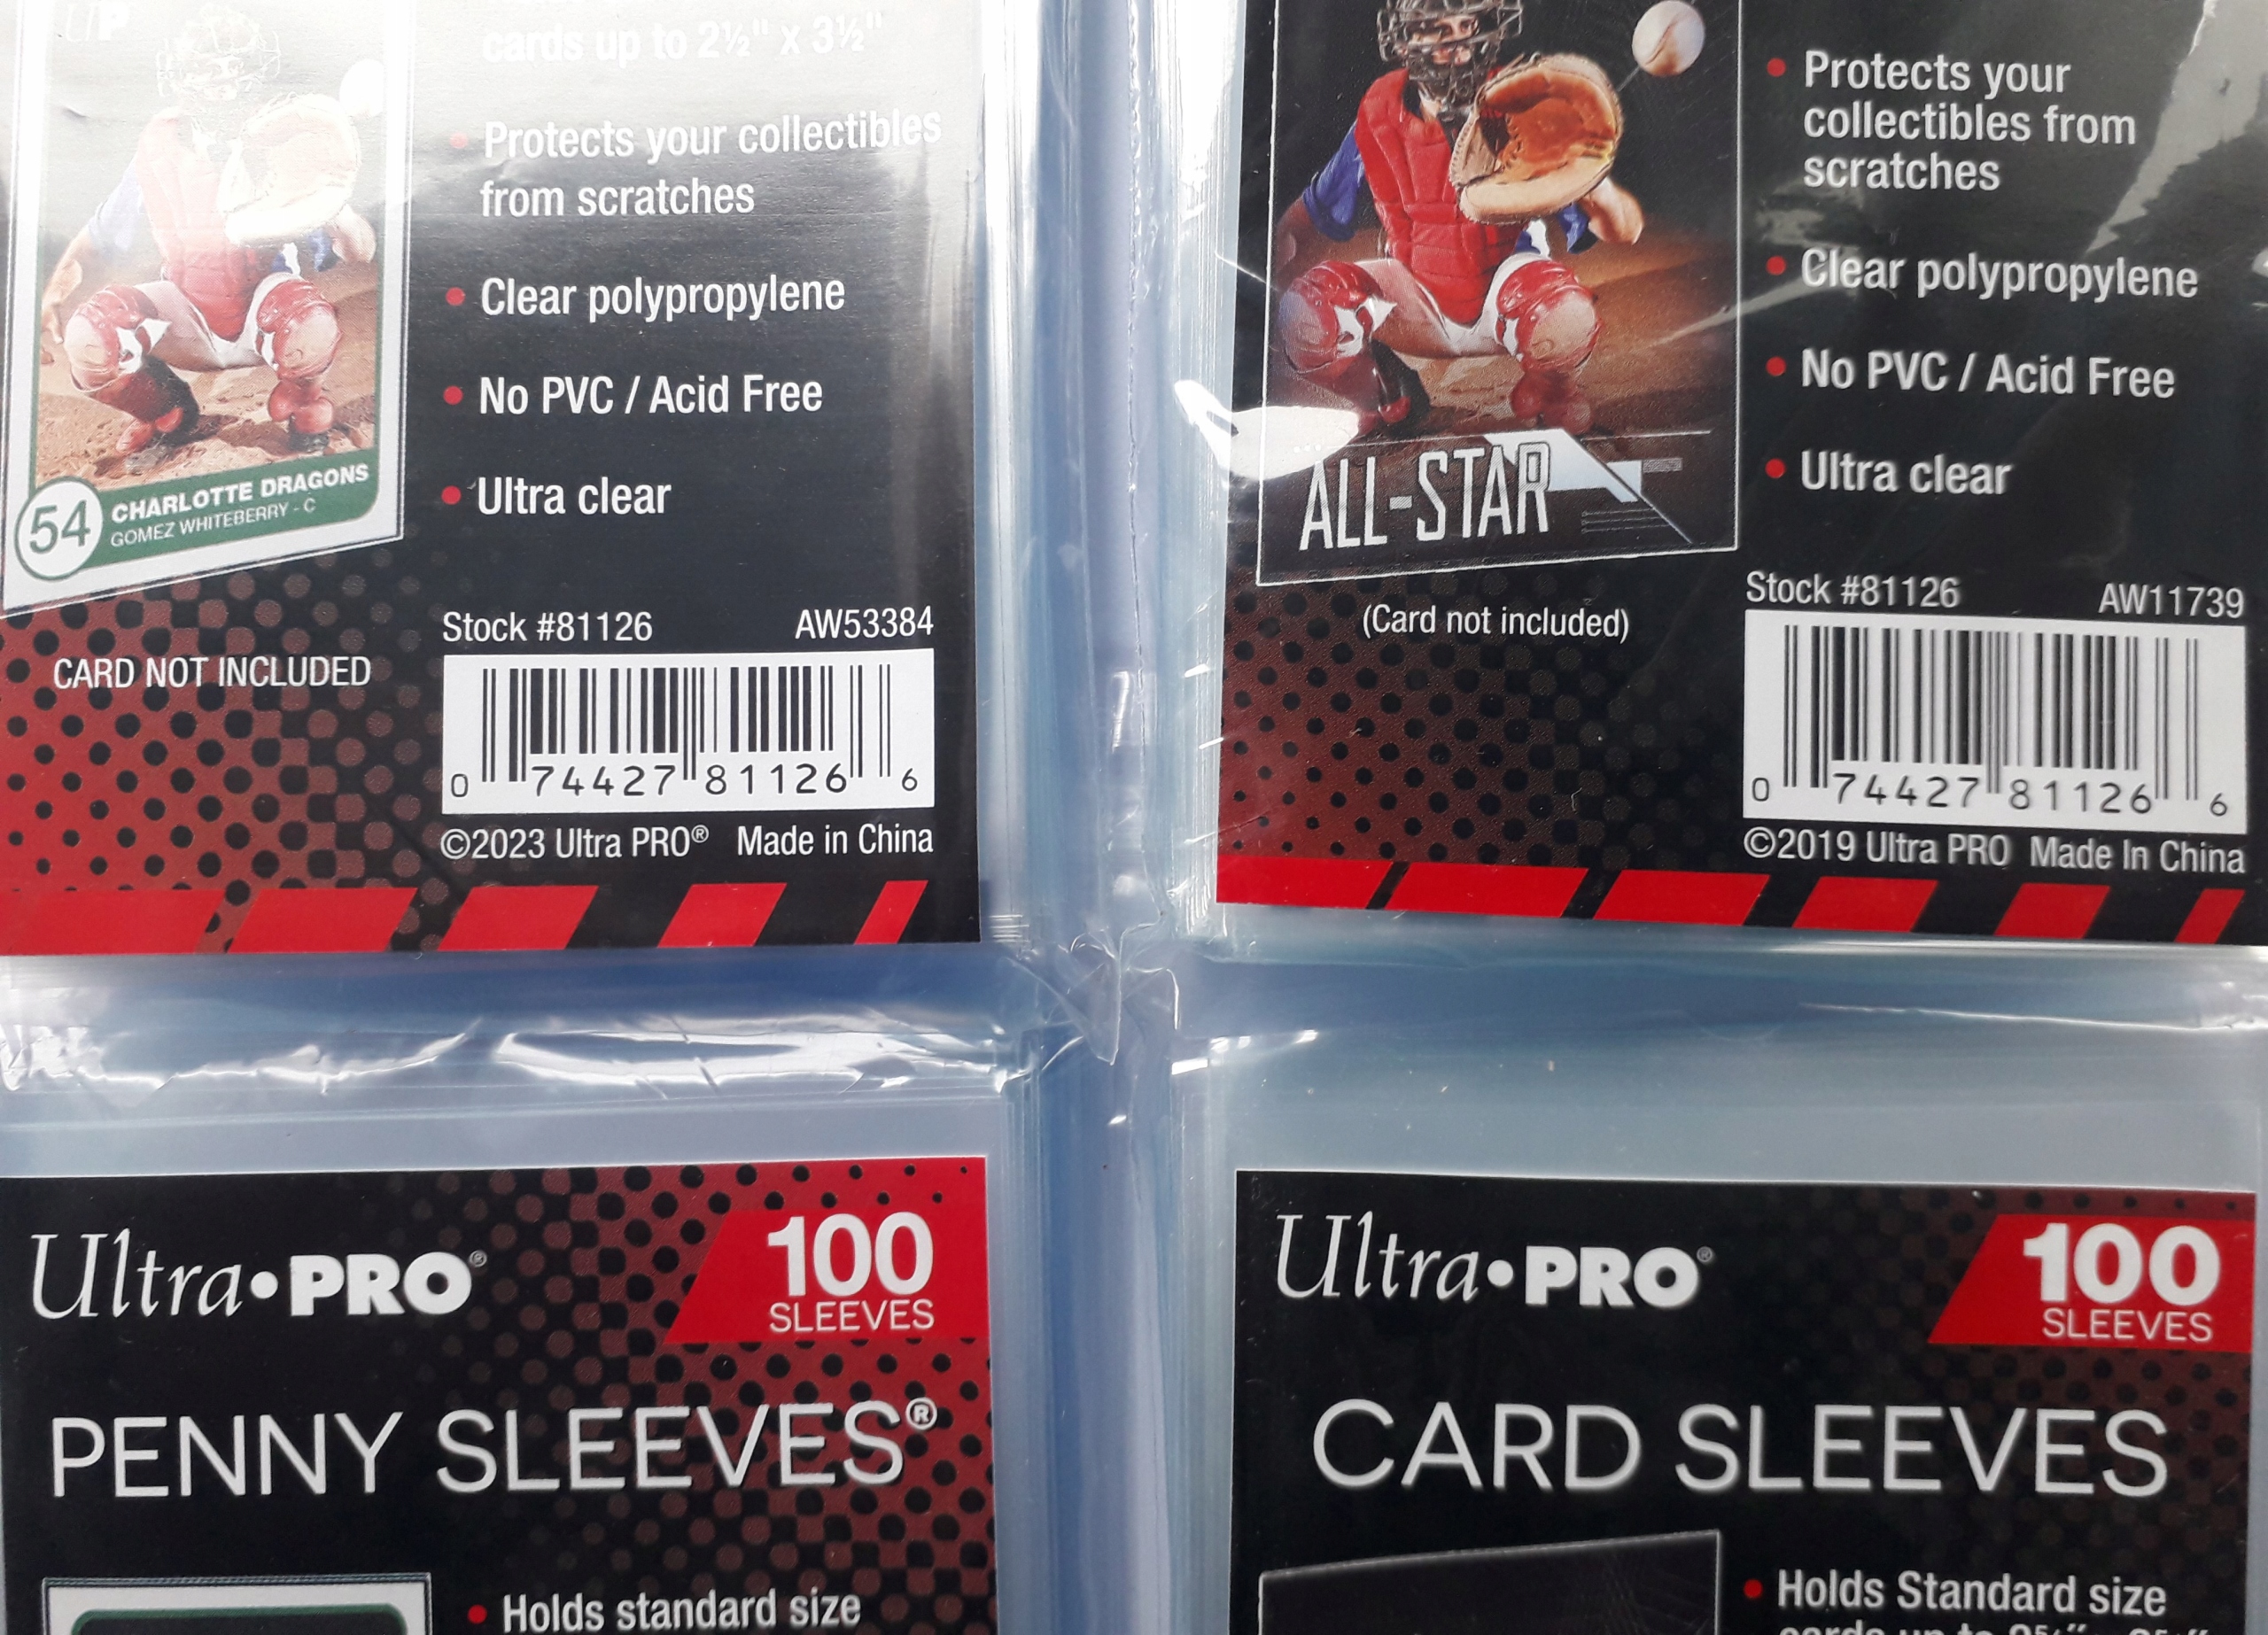 UP
cards up to 2½" x 3½"
Protects your collectibles
from scratches
Clear polypropylene
No PVC / Acid Free
Ultra clear
54
CHARLOTTE DRAGONS
GOMEZ WHITEBERRY - C
CARD NOT INCLUDED
Stock #81126 AW53384
0 74427 81126 6
©2023 Ultra PRO® Made in China
Protects your
collectibles from
scratches
Clear polypropylene
No PVC / Acid Free
Ultra clear
ALL-STAR
(Card not included)
Stock #81126 AW11739
0 74427 81126 6
©2019 Ultra PRO Made In China
Ultra•PRO®
100
SLEEVES
PENNY SLEEVES®
Holds standard size
Ultra•PRO®
100
SLEEVES
CARD SLEEVES
Holds Standard size
cards up to